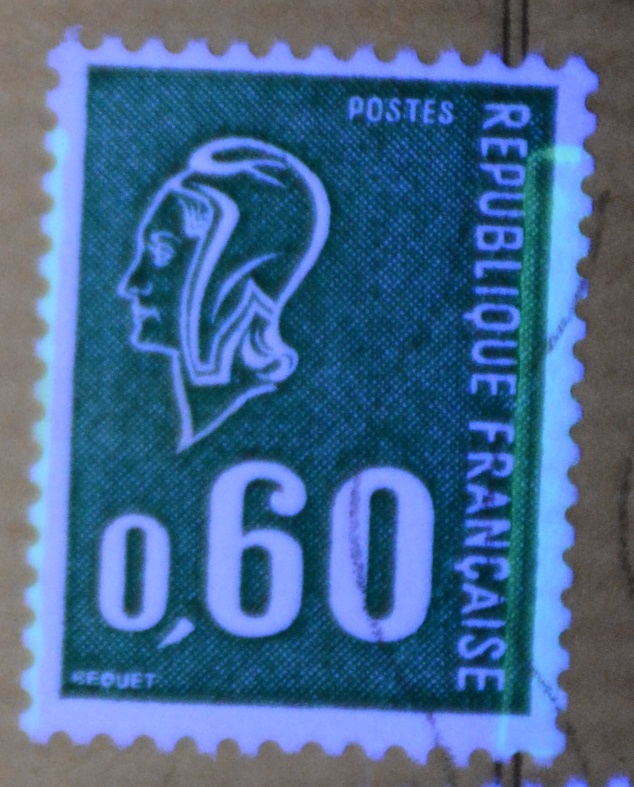 POSTES
REPUBLIQUE FRANÇAISE
0,60
BEQUET